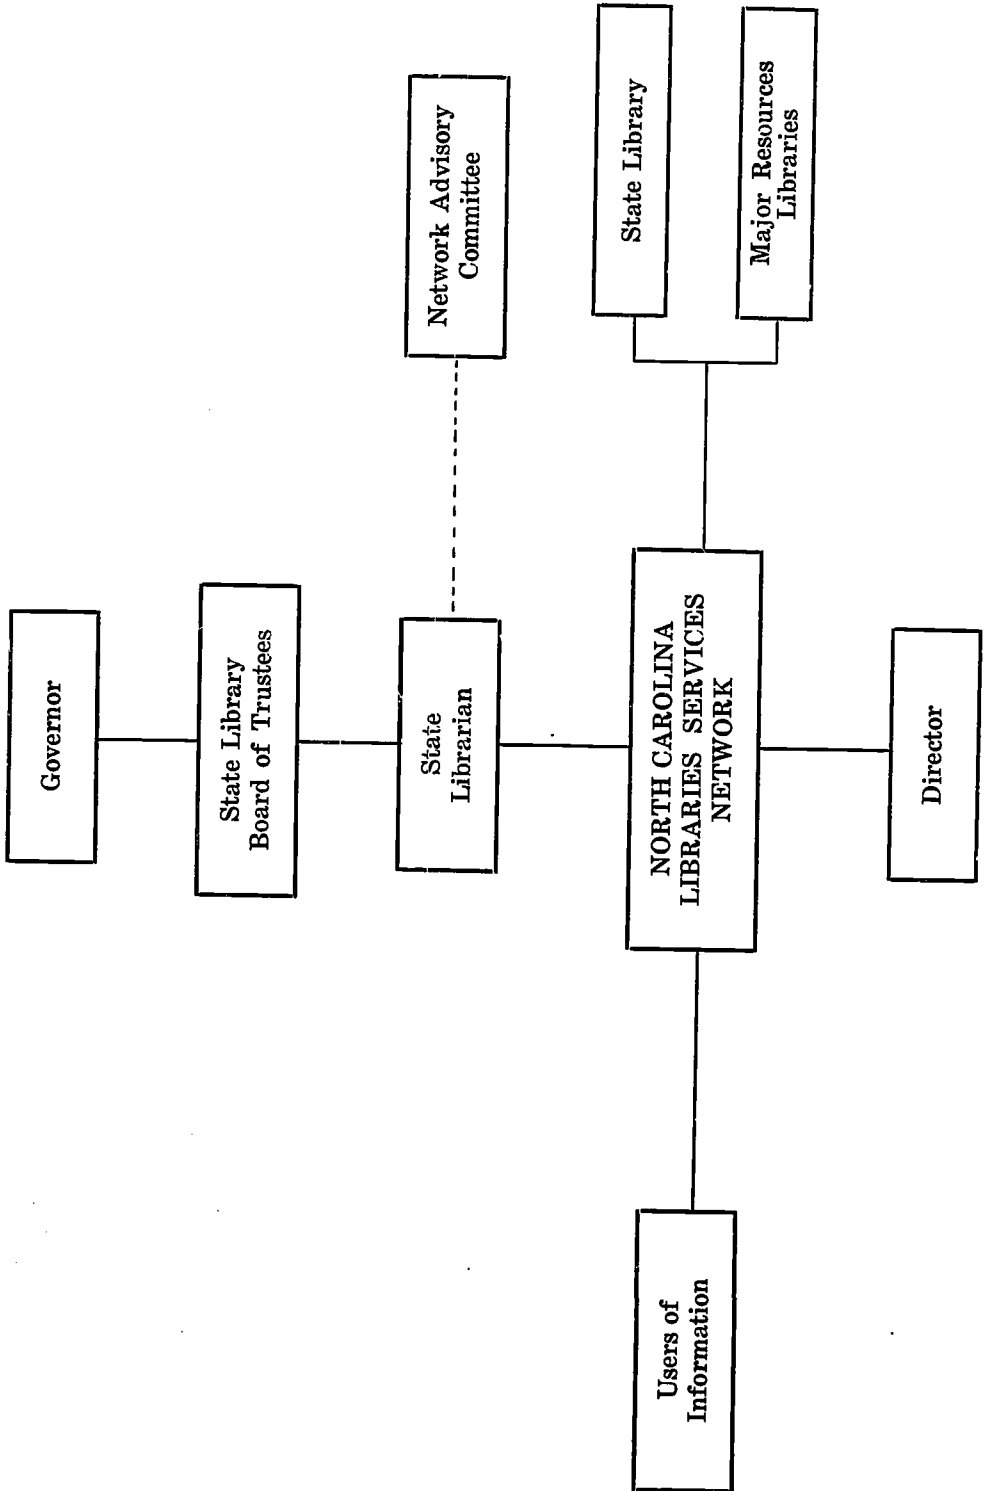 Governor
State Library
Board of Trustees
State
Librarian
Network Advisory
Committee
Users of
Information
NORTH CAROLINA
LIBRARIES SERVICES
NETWORK
State Library
Major Resources
Libraries
Director